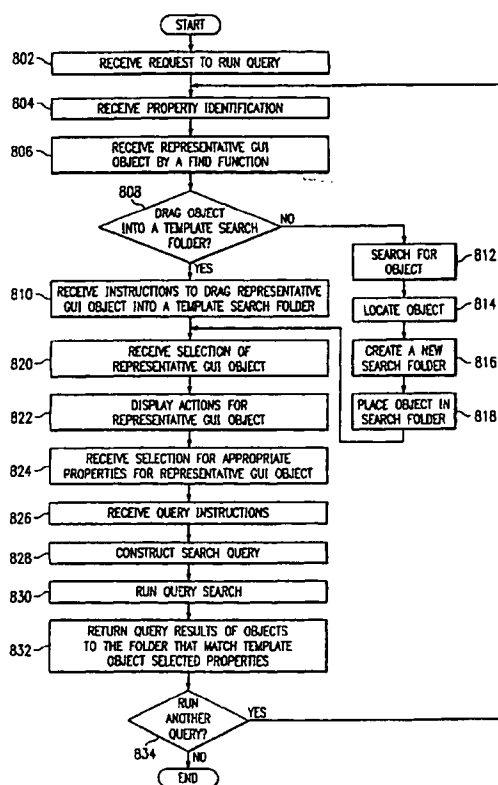 START
802
RECEIVE REQUEST TO RUN QUERY
804
RECEIVE PROPERTY IDENTIFICATION
806
RECEIVE REPRESENTATIVE GUI
OBJECT BY A FIND FUNCTION
808
DRAG OBJECT
INTO A TEMPLATE SEARCH
FOLDER?
NO
YES
812
SEARCH FOR
OBJECT
810
RECEIVE INSTRUCTIONS TO DRAG REPRESENTATIVE
GUI OBJECT INTO A TEMPLATE SEARCH FOLDER
814
LOCATE OBJECT
816
CREATE A NEW
SEARCH FOLDER
818
PLACE OBJECT IN
SEARCH FOLDER
820
RECEIVE SELECTION OF
REPRESENTATIVE GUI OBJECT
822
DISPLAY ACTIONS FOR
REPRESENTATIVE GUI OBJECT
824
RECEIVE SELECTION FOR APPROPRIATE
PROPERTIES FOR REPRESENTATIVE GUI OBJECT
826
RECEIVE QUERY INSTRUCTIONS
828
CONSTRUCT SEARCH QUERY
830
RUN QUERY SEARCH
832
RETURN QUERY RESULTS OF OBJECTS
TO THE FOLDER THAT MATCH TEMPLATE
OBJECT SELECTED PROPERTIES
RUN
ANOTHER
QUERY?
YES
834
NO
END